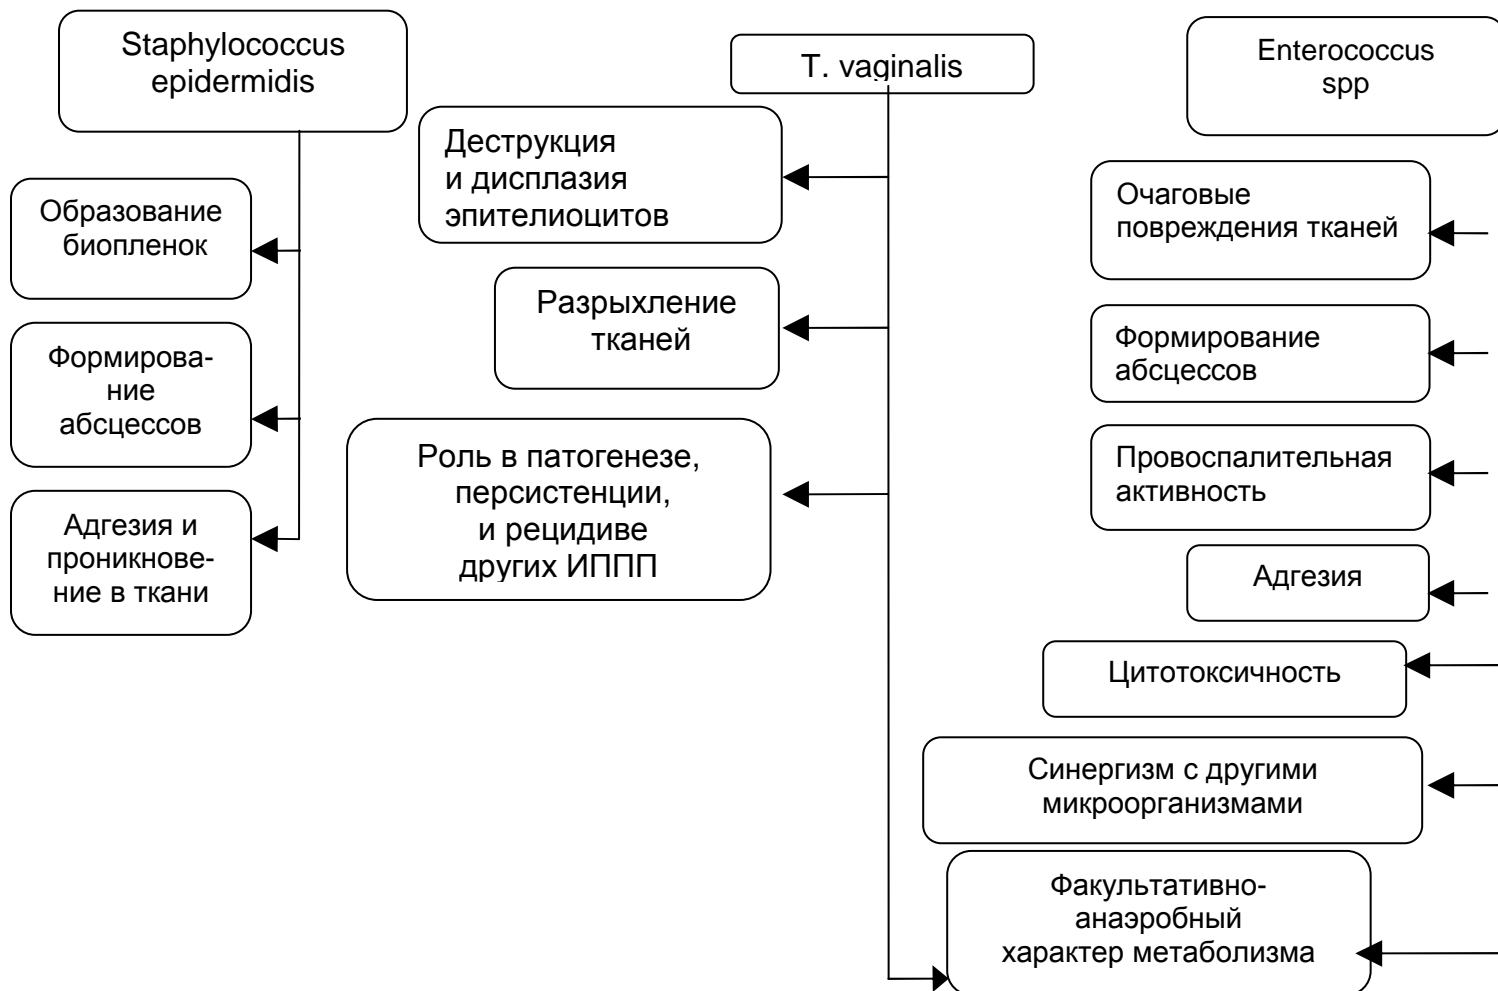 Staphylococcus
epidermidis
Образование
биопленок
Формирова-
ние
абсцессов
Адгезия и
проникнове-
ние в ткани
T. vaginalis
Деструкция
и дисплазия
эпителиоцитов
Разрыхление
тканей
Роль в патогенезе,
персистенции,
и рецидиве
других ИППП
Enterococcus
spp
Очаговые
повреждения тканей
Формирование
абсцессов
Провоспалительная
активность
Адгезия
Цитотоксичность
Синергизм с другими
микроорганизмами
Факультативно-
анаэробный
характер метаболизма